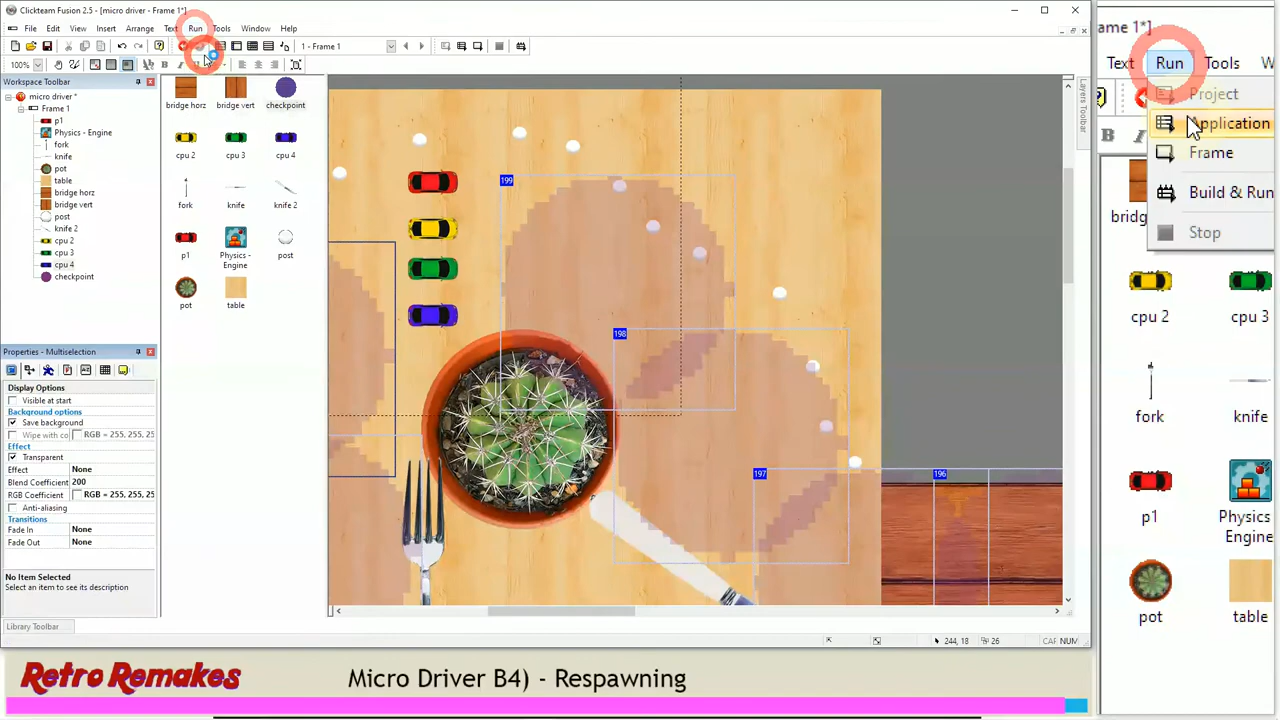 Clickteam Fusion 2.5 - [micro driver - Frame 1*]
File Edit View Insert Arrange Text Run Tools Window Help
1 - Frame 1
100%
Workspace Toolbar
micro driver *
Frame 1
p1
Physics - Engine
fork
knife
pot
table
bridge horz
bridge vert
post
knife 2
cpu 2
cpu 3
cpu 4
checkpoint
Properties - Multiselection
Display Options
Visible at start
Background options
Save background
Wipe with co RGB = 255, 255, 25
Effect
Transparent
Effect None
Blend Coefficient 200
RGB Coefficient RGB = 255, 255, 25
Anti-aliasing
Transitions
Fade In None
Fade Out None
No Item Selected
Select an item to see its description
Library Toolbar
bridge horz bridge vert checkpoint
cpu 2 cpu 3 cpu 4
fork knife knife 2
p1 Physics - Engine post
pot table
199
198
197
196
Layers Toolbar
244, 18 26 CAF NUM
ame 1*]
Text Run Tools W
Project
Application
Frame
Build & Run
Stop
B I
bridg
cpu 2 cpu 3
fork knife
p1 Physics
Engine
pot table
Retro Remakes
Micro Driver B4) - Respawning